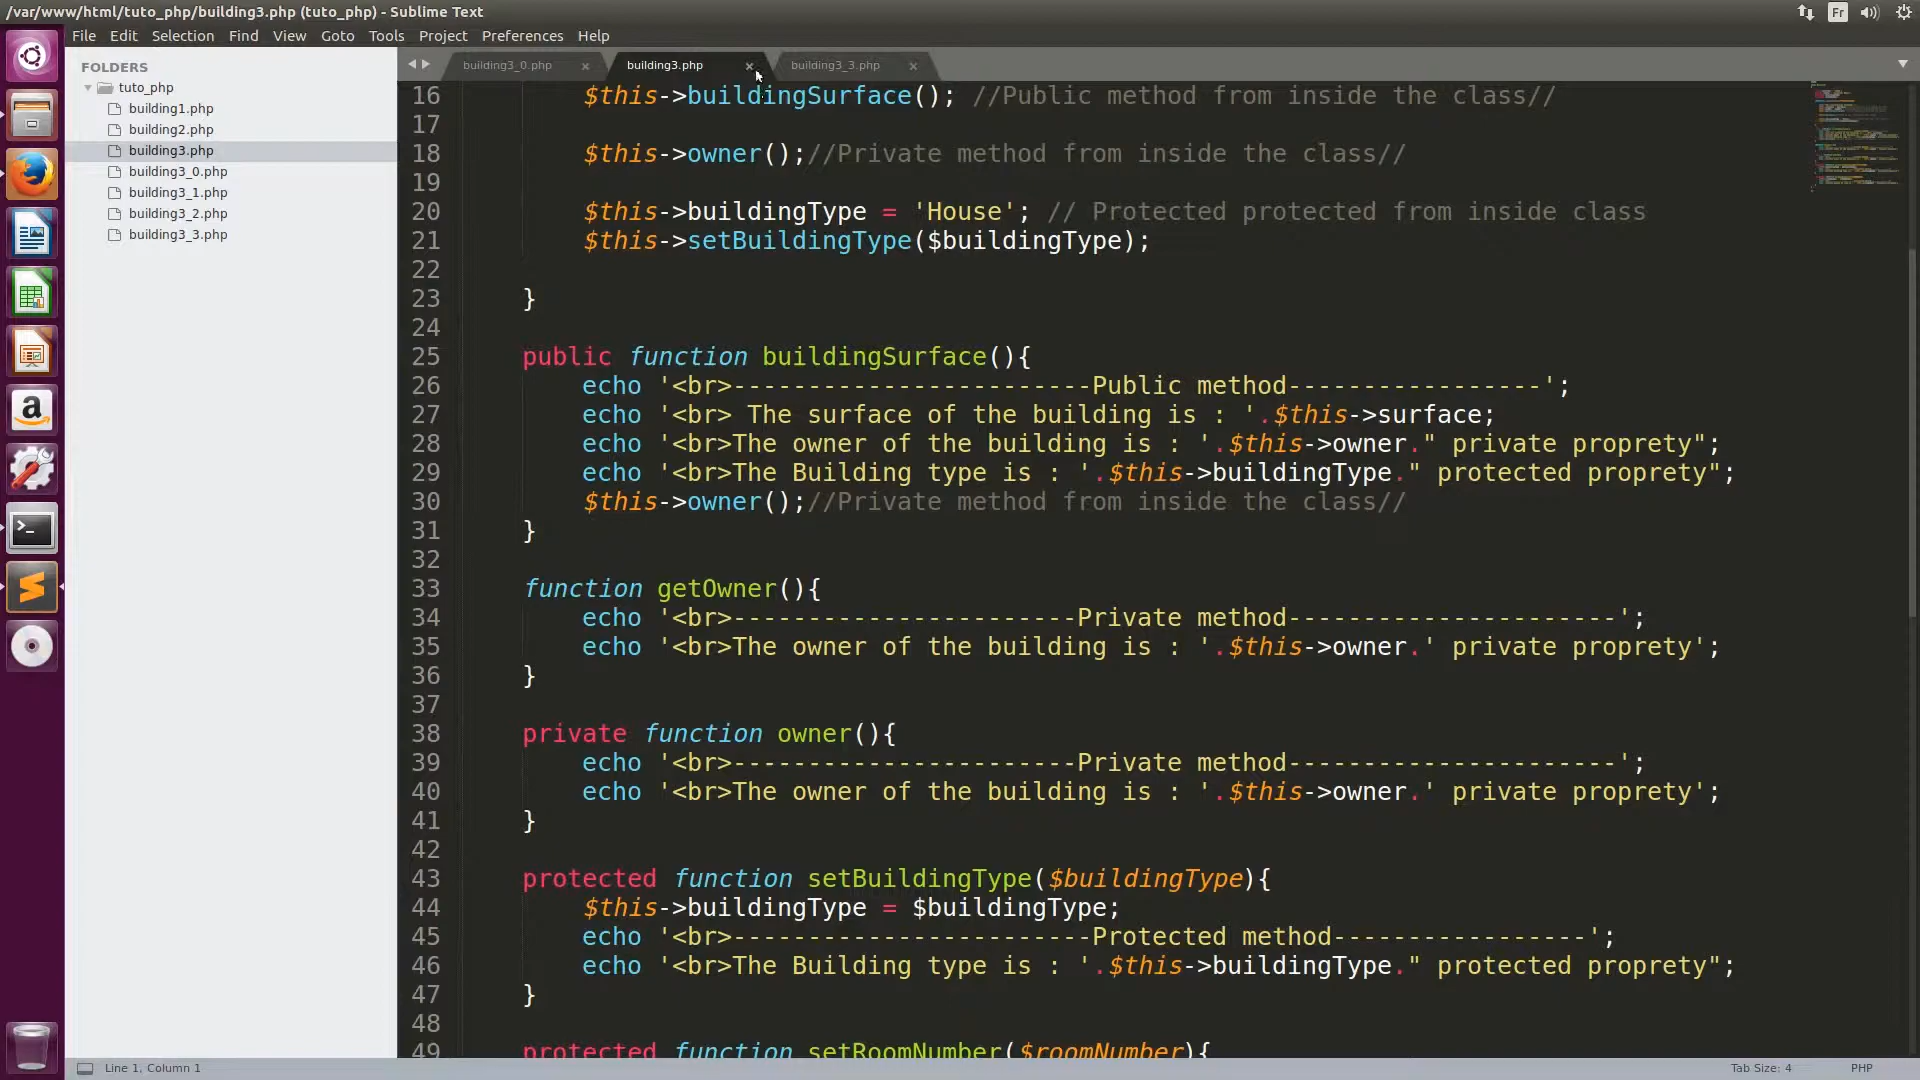 /var/www/html/tuto_php/building3.php (tuto_php) - Sublime Text
Fr
File Edit Selection Find View Goto Tools Project Preferences Help
FOLDERS
tuto_php
building1.php
building2.php
building3.php
building3_0.php
building3_1.php
building3_2.php
building3_3.php
building3_0.php × building3.php × building3_3.php ×
16 $this->buildingSurface(); //Public method from inside the class//
17
18 $this->owner();//Private method from inside the class//
19
20 $this->buildingType = 'House'; // Protected protected from inside class
21 $this->setBuildingType($buildingType);
22
23 }
24
25 public function buildingSurface(){
26 echo '<br>------------------------Public method-----------------';
27 echo '<br> The surface of the building is : '.$this->surface;
28 echo '<br>The owner of the building is : '.$this->owner." private proprety";
29 echo '<br>The Building type is : '.$this->buildingType." protected proprety";
30 $this->owner();//Private method from inside the class//
31 }
32
33 function getOwner(){
34 echo '<br>-----------------------Private method----------------------';
35 echo '<br>The owner of the building is : '.$this->owner.' private proprety';
36 }
37
38 private function owner(){
39 echo '<br>-----------------------Private method----------------------';
40 echo '<br>The owner of the building is : '.$this->owner.' private proprety';
41 }
42
43 protected function setBuildingType($buildingType){
44 $this->buildingType = $buildingType;
45 echo '<br>------------------------Protected method-----------------';
46 echo '<br>The Building type is : '.$this->buildingType." protected proprety";
47 }
48
49 protected function setRoomNumber($roomNumber){
Line 1, Column 1
Tab Size: 4
PHP